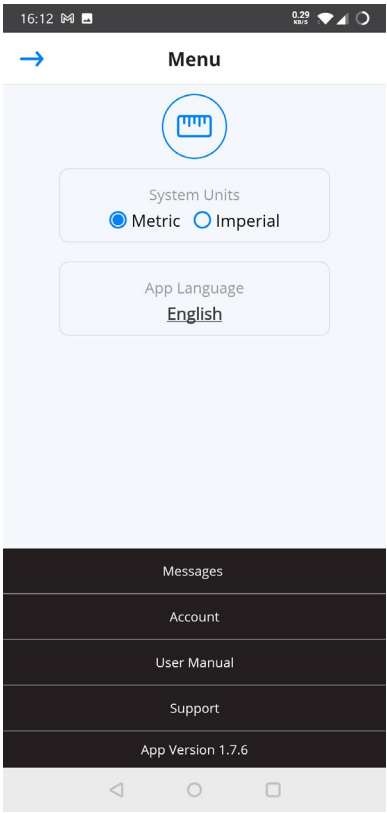 16:12
0.29
KB/S
Menu
System Units
Metric Imperial
App Language
English
Messages
Account
User Manual
Support
App Version 1.7.6